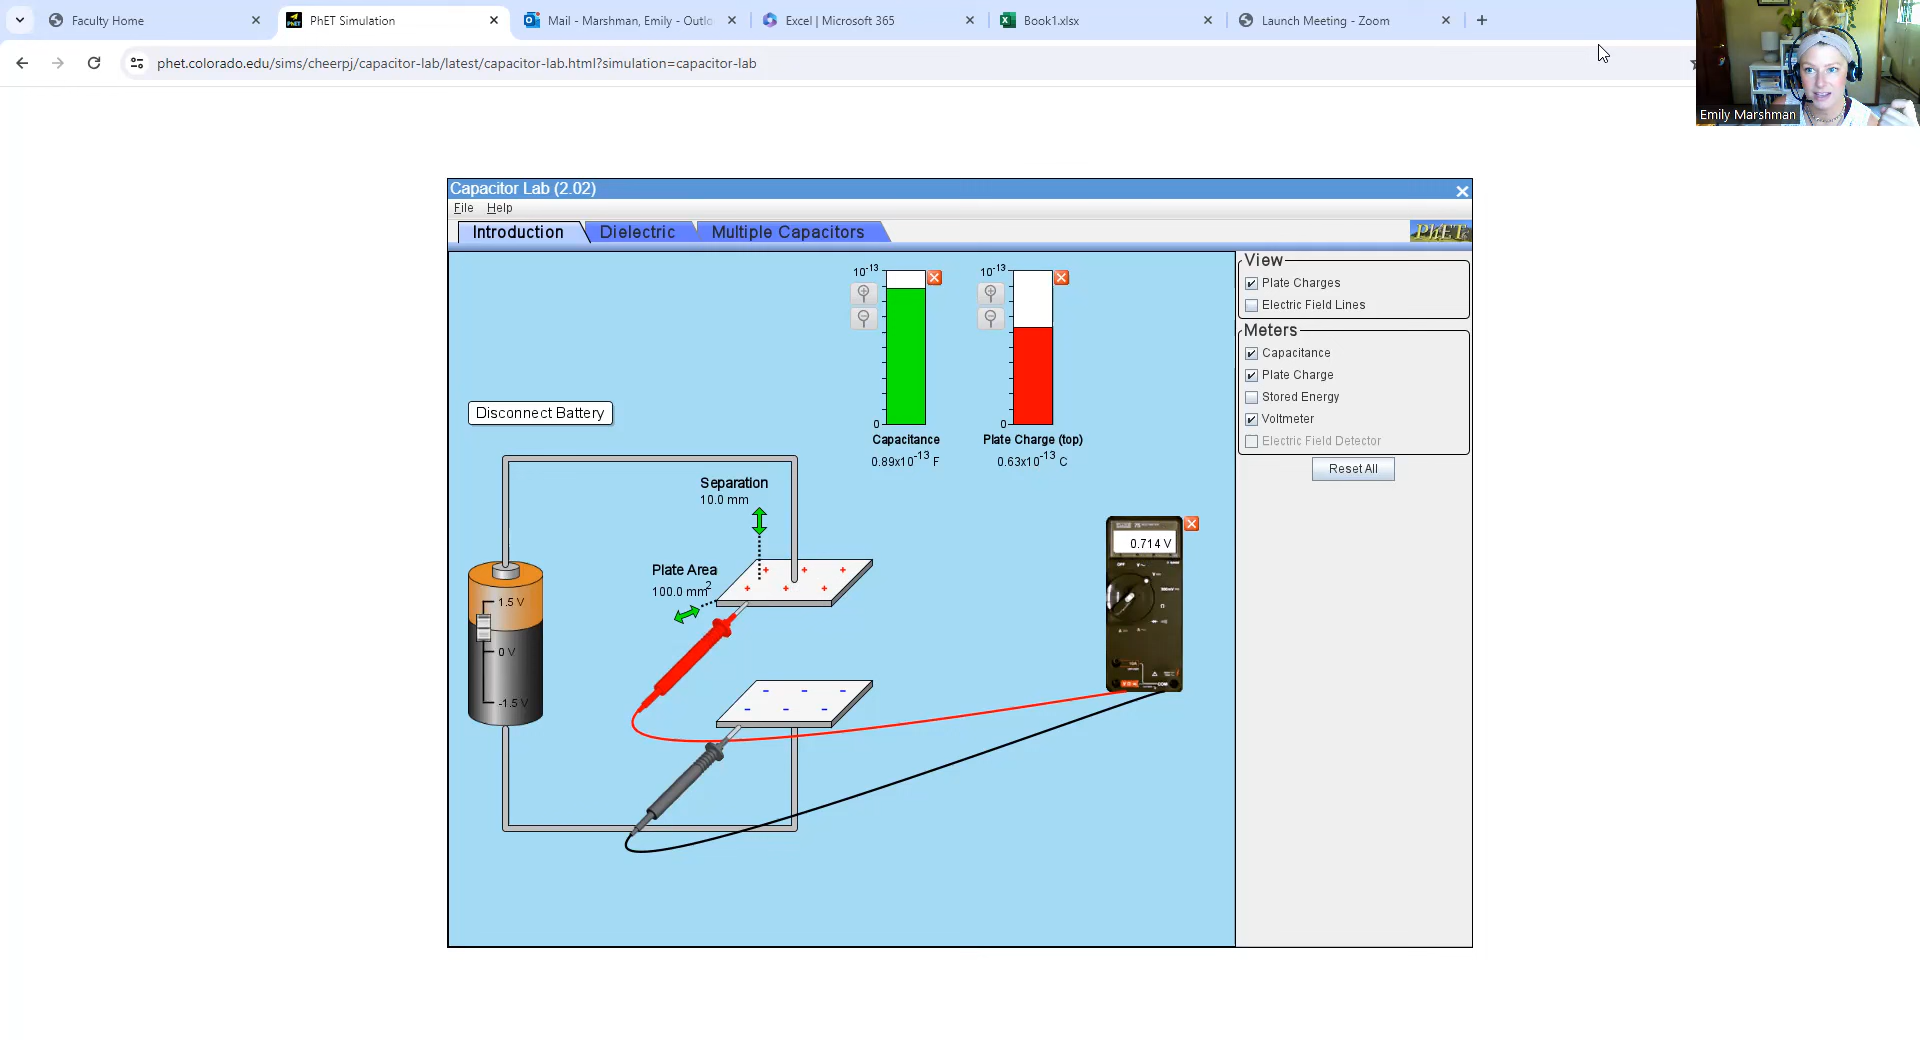 Faculty Home
PhET Simulation
Mail - Marshman, Emily - Outlo
Excel | Microsoft 365
Book1.xlsx
Launch Meeting - Zoom
phet.colorado.edu/sims/cheerpj/capacitor-lab/latest/capacitor-lab.html?simulation=capacitor-lab
Emily Marshman
Capacitor Lab (2.02)
File Help
Introduction Dielectric Multiple Capacitors
PhET
View
Plate Charges
Electric Field Lines
Meters
Capacitance
Plate Charge
Stored Energy
Voltmeter
Electric Field Detector
Reset All
10⁻¹³
0
Capacitance
0.89x10⁻¹³ F
10⁻¹³
0
Plate Charge (top)
0.63x10⁻¹³ C
Disconnect Battery
Separation
10.0 mm
Plate Area
100.0 mm²
1.5 V
0 V
-1.5 V
0.714 V
OFF
COM